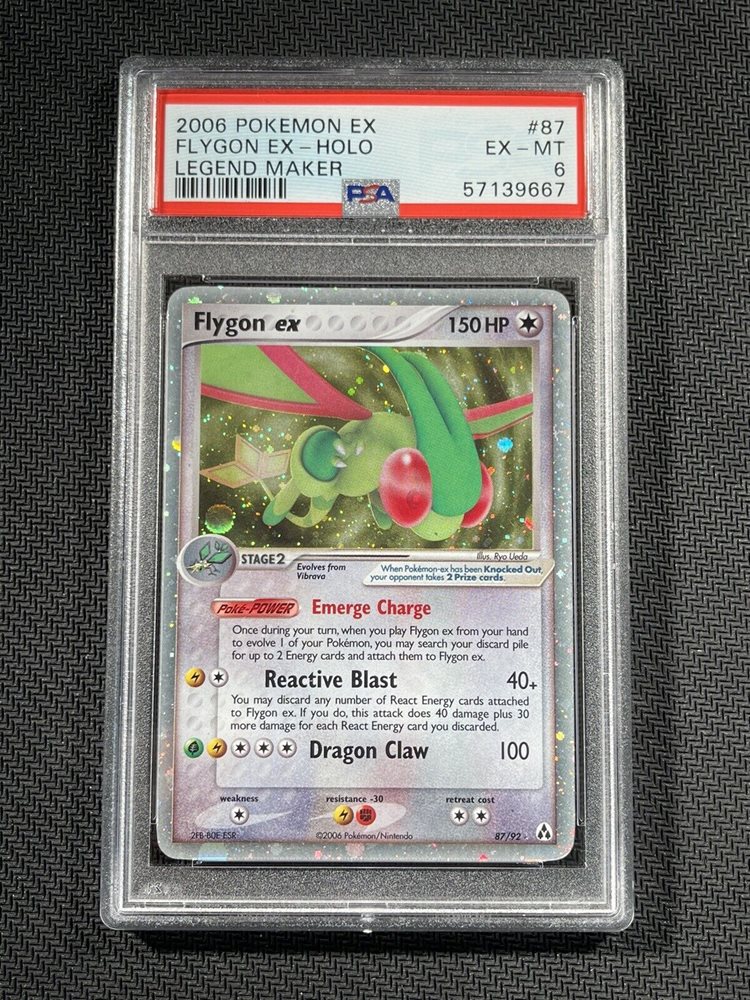 2006 POKEMON EX #87
FLYGON EX-HOLO EX-MT
LEGEND MAKER 6
PSA 57139667
Flygon ex 150 HP
STAGE 2
Illus. Ryo Ueda
Evolves from
Vibrava
When Pokémon-ex has been Knocked Out,
your opponent takes 2 Prize cards.
Poké-POWER Emerge Charge
Once during your turn, when you play Flygon ex from your hand
to evolve 1 of your Pokémon, you may search your discard pile
for up to 2 Energy cards and attach them to Flygon ex.
Reactive Blast 40+
You may discard any number of React Energy cards attached
to Flygon ex. If you do, this attack does 40 damage plus 30
more damage for each React Energy card you discarded.
Dragon Claw 100
weakness resistance -30 retreat cost
2FB-B0E-ESR ©2006 Pokémon/Nintendo 87/92